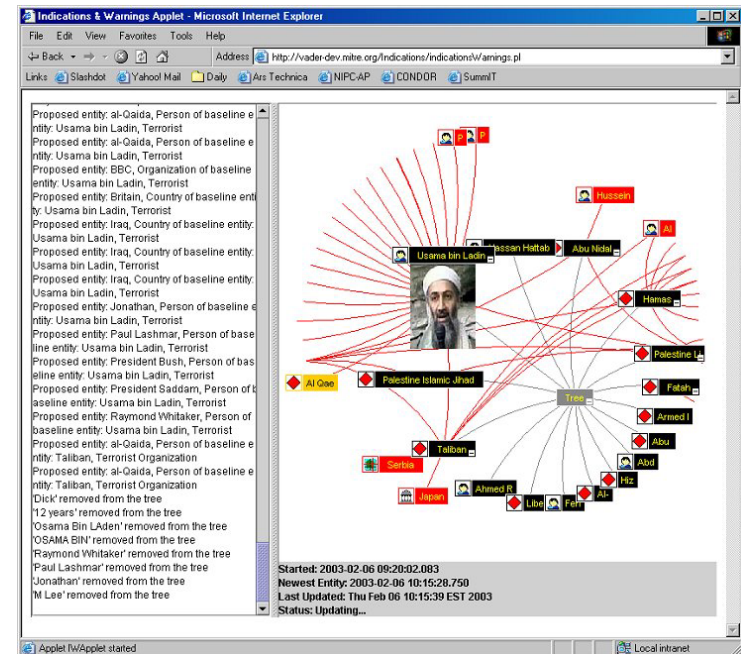 Indications & Warnings Applet - Microsoft Internet Explorer
File Edit View Favorites Tools Help
Back
Address http://vader-dev.mitre.org/Indications/indicationsWarnings.pl
Links Slashdot Yahoo! Mail Daily Ars Technica NIPC-AP CONDOR SummIT
Proposed entity: al-Qaida, Person of baseline e
ntity: Usama bin Ladin, Terrorist
Proposed entity: al-Qaida, Person of baseline e
ntity: Usama bin Ladin, Terrorist
Proposed entity: BBC, Organization of baseline
entity: Usama bin Ladin, Terrorist
Proposed entity: Britain, Country of baseline enti
ty: Usama bin Ladin, Terrorist
Proposed entity: Iraq, Country of baseline entity:
Usama bin Ladin, Terrorist
Proposed entity: Iraq, Country of baseline entity:
Usama bin Ladin, Terrorist
Proposed entity: Iraq, Country of baseline entity:
Usama bin Ladin, Terrorist
Proposed entity: Jonathan, Person of baseline e
ntity: Usama bin Ladin, Terrorist
Proposed entity: Paul Lashmar, Person of base
line entity: Usama bin Ladin, Terrorist
Proposed entity: President Bush, Person of bas
eline entity: Usama bin Ladin, Terrorist
Proposed entity: President Saddam, Person of b
aseline entity: Usama bin Ladin, Terrorist
Proposed entity: Raymond Whitaker, Person of
baseline entity: Usama bin Ladin, Terrorist
Proposed entity: al-Qaida, Person of baseline e
ntity: Taliban, Terrorist Organization
Proposed entity: al-Qaida, Person of baseline e
ntity: Taliban, Terrorist Organization
'Dick' removed from the tree
'12 years' removed from the tree
'Osama Bin LAden' removed from the tree
'OSAMA BIN' removed from the tree
'Raymond Whitaker' removed from the tree
'Paul Lashmar' removed from the tree
'Jonathan' removed from the tree
'M Lee' removed from the tree
P
P
Hussein
Al
Usama bin Ladin
Hassan Hattab
Abu Nidal
Hamas
Palestine Li
Al Qae
Palestine Islamic Jihad
Tree
Fatah
Armed I
Taliban
Abu
Serbia
Abd
Hiz
Japan
Ahmed R
Libe
Feri
Al-
Started: 2003-02-06 09:20:02.083
Newest Entity: 2003-02-06 10:15:28.750
Last Updated: Thu Feb 06 10:15:39 EST 2003
Status: Updating...
Applet IWApplet started
Local intranet